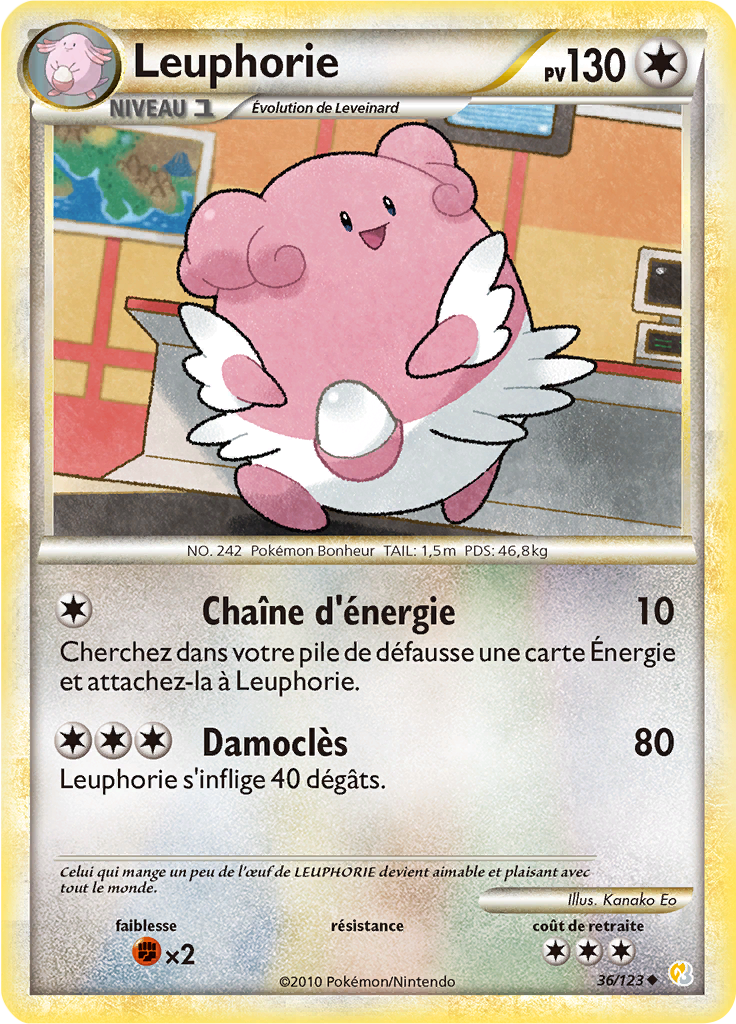 Leuphorie
PV130
NIVEAU 1
Évolution de Leveinard
NO. 242 Pokémon Bonheur TAIL: 1,5m PDS: 46,8kg
Chaîne d'énergie 10
Cherchez dans votre pile de défausse une carte Énergie
et attachez-la à Leuphorie.
Damoclès 80
Leuphorie s'inflige 40 dégâts.
Celui qui mange un peu de l'œuf de LEUPHORIE devient aimable et plaisant avec
tout le monde.
Illus. Kanako Eo
faiblesse résistance coût de retraite
×2
©2010 Pokémon/Nintendo
36/123